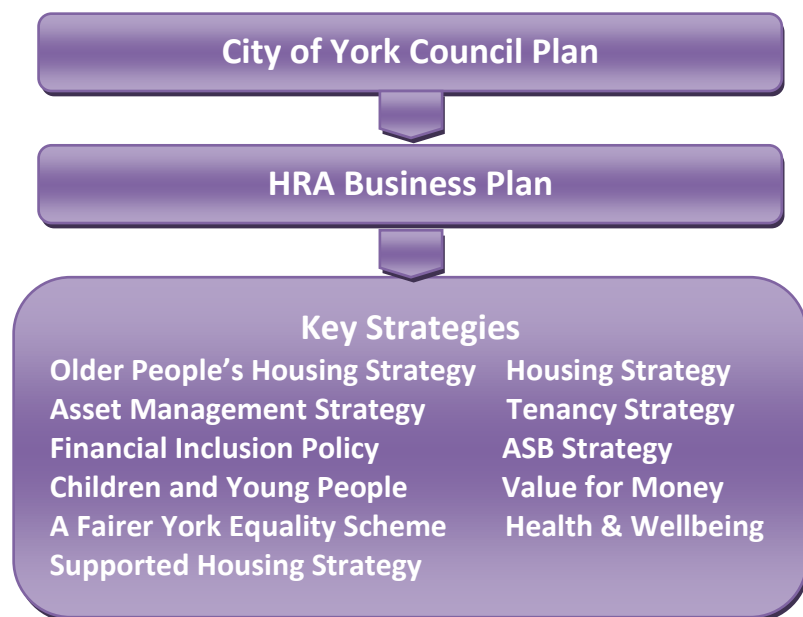 City of York Council Plan
HRA Business Plan
Key Strategies
Older People’s Housing Strategy Housing Strategy
Asset Management Strategy Tenancy Strategy
Financial Inclusion Policy ASB Strategy
Children and Young People Value for Money
A Fairer York Equality Scheme Health & Wellbeing
Supported Housing Strategy